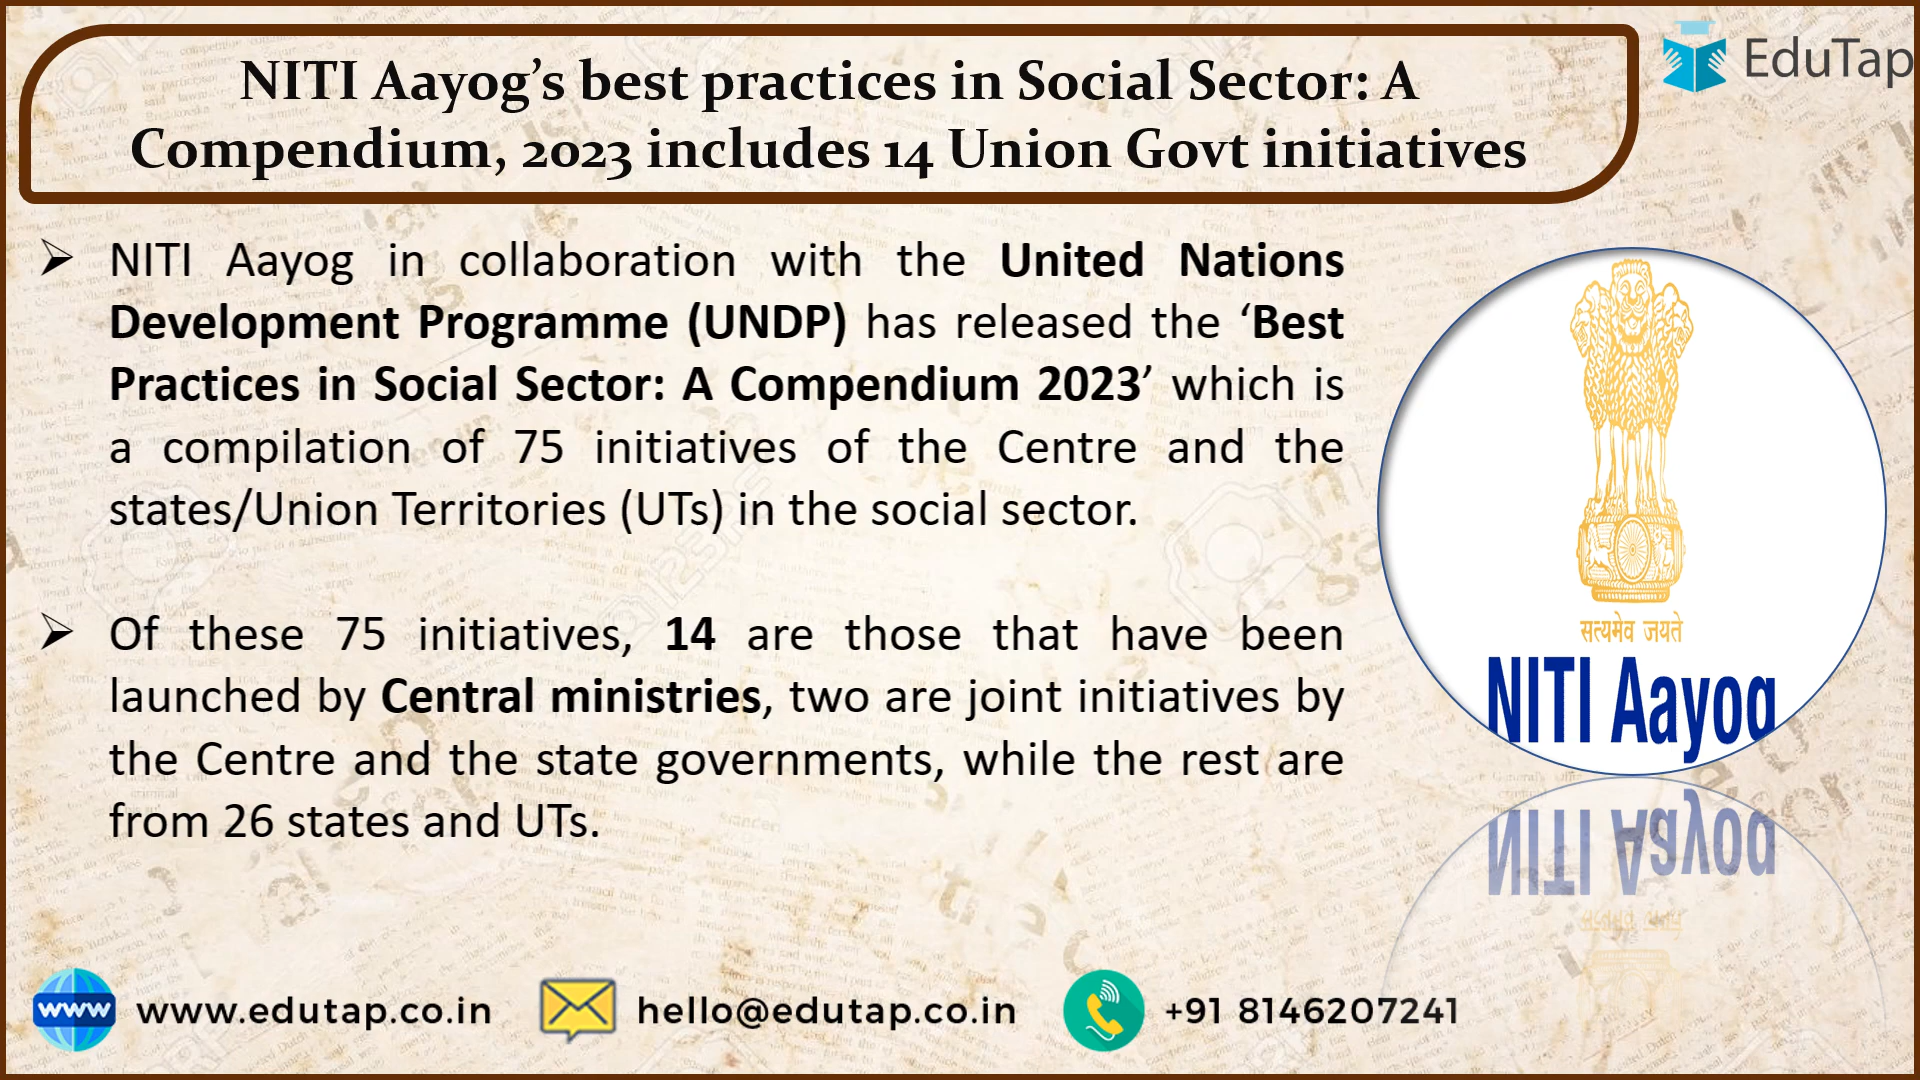 NITI Aayog’s best practices in Social Sector: A
Compendium, 2023 includes 14 Union Govt initiatives
EduTap
➢ NITI Aayog in collaboration with the United Nations
Development Programme (UNDP) has released the ‘Best
Practices in Social Sector: A Compendium 2023’ which is
a compilation of 75 initiatives of the Centre and the
states/Union Territories (UTs) in the social sector.
➢ Of these 75 initiatives, 14 are those that have been
launched by Central ministries, two are joint initiatives by
the Centre and the state governments, while the rest are
from 26 states and UTs.
सत्यमेव जयते
NITI Aayog
www
www.edutap.co.in
hello@edutap.co.in
+91 8146207241